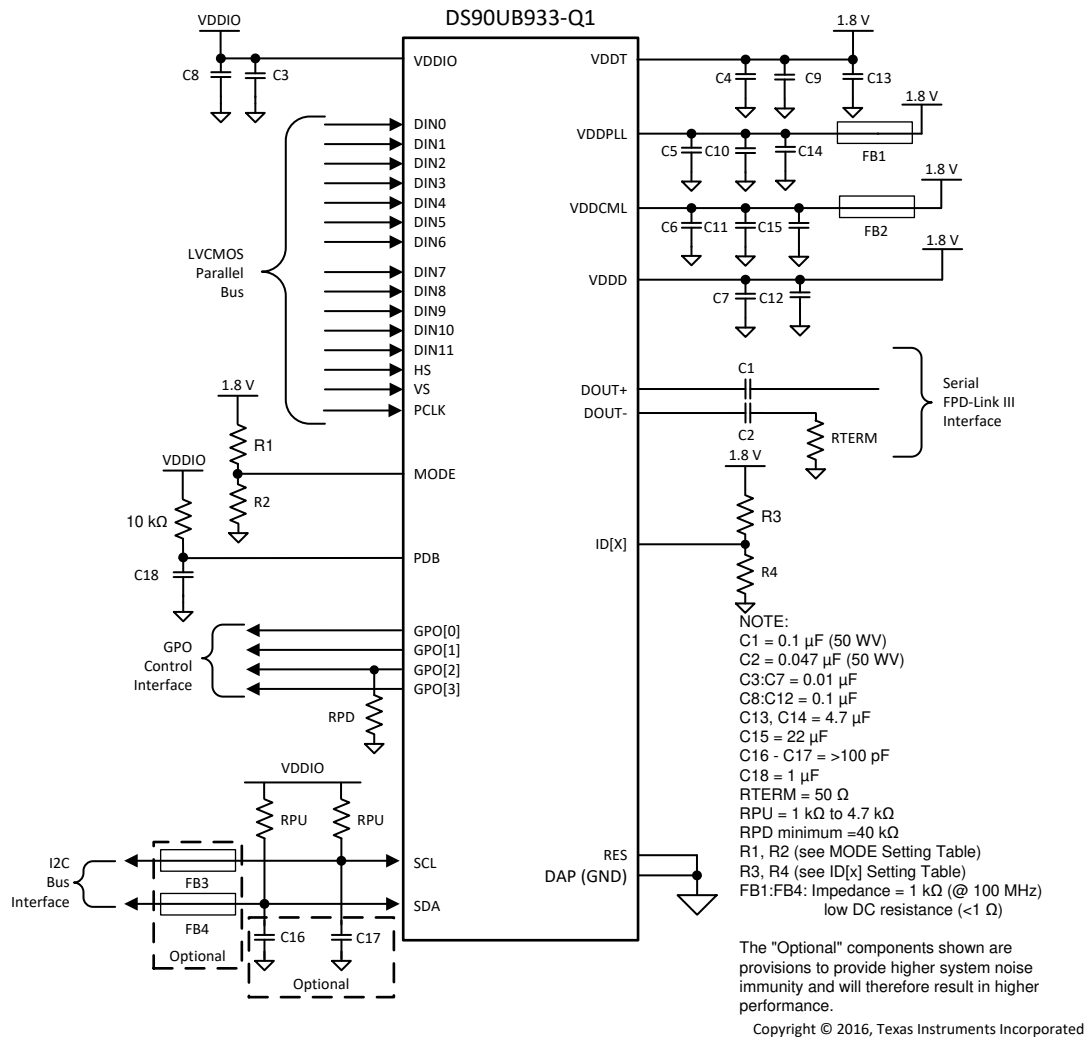 DS90UB933-Q1
VDDIO
C8
C3
VDDIO
LVCMOS
Parallel
Bus
DIN0
DIN1
DIN2
DIN3
DIN4
DIN5
DIN6
DIN7
DIN8
DIN9
DIN10
DIN11
HS
VS
PCLK
1.8 V
R1
R2
MODE
VDDIO
10 kΩ
C18
PDB
GPO
Control
Interface
GPO[0]
GPO[1]
GPO[2]
GPO[3]
RPD
VDDIO
RPU
RPU
I2C
Bus
Interface
FB3
FB4
Optional
SCL
SDA
C16
C17
Optional
VDDT
1.8 V
C4
C9
C13
VDDPLL
1.8 V
C5
C10
C14
FB1
VDDCML
1.8 V
C6
C11
C15
FB2
VDDD
1.8 V
C7
C12
DOUT+
DOUT-
C1
C2
RTERM
Serial
FPD-Link III
Interface
1.8 V
R3
ID[X]
R4
RES
DAP (GND)
NOTE:
C1 = 0.1 µF (50 WV)
C2 = 0.047 µF (50 WV)
C3:C7 = 0.01 µF
C8:C12 = 0.1 µF
C13, C14 = 4.7 µF
C15 = 22 µF
C16 - C17 = >100 pF
C18 = 1 µF
RTERM = 50 Ω
RPU = 1 kΩ to 4.7 kΩ
RPD minimum =40 kΩ
R1, R2 (see MODE Setting Table)
R3, R4 (see ID[x] Setting Table)
FB1:FB4: Impedance = 1 kΩ (@ 100 MHz)
low DC resistance (<1 Ω)
The "Optional" components shown are
provisions to provide higher system noise
immunity and will therefore result in higher
performance.
Copyright © 2016, Texas Instruments Incorporated